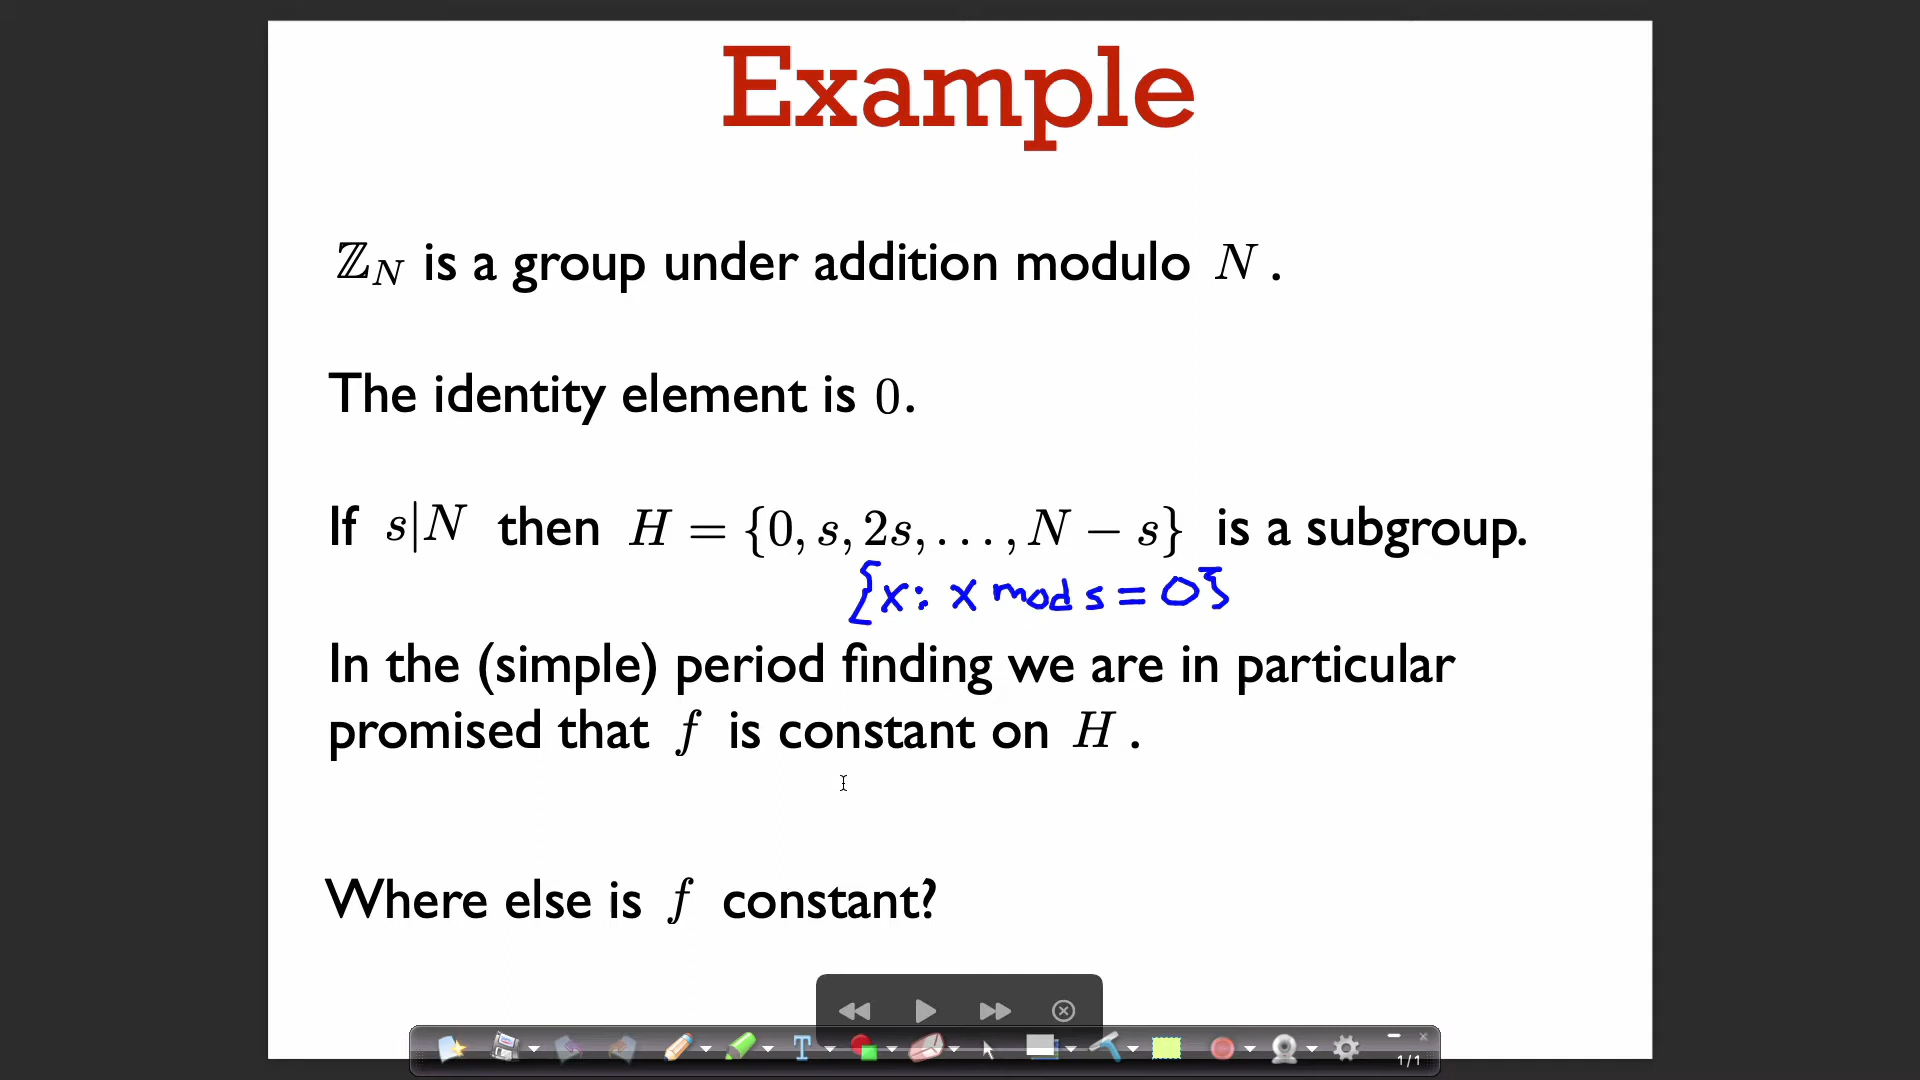 Example
ℤ_N is a group under addition modulo N .
The identity element is 0.
If s|N then H = {0, s, 2s, . . . , N − s} is a subgroup.
{x: x mod s = 0}
In the (simple) period finding we are in particular
promised that f is constant on H .
Where else is f constant?
T
1/1